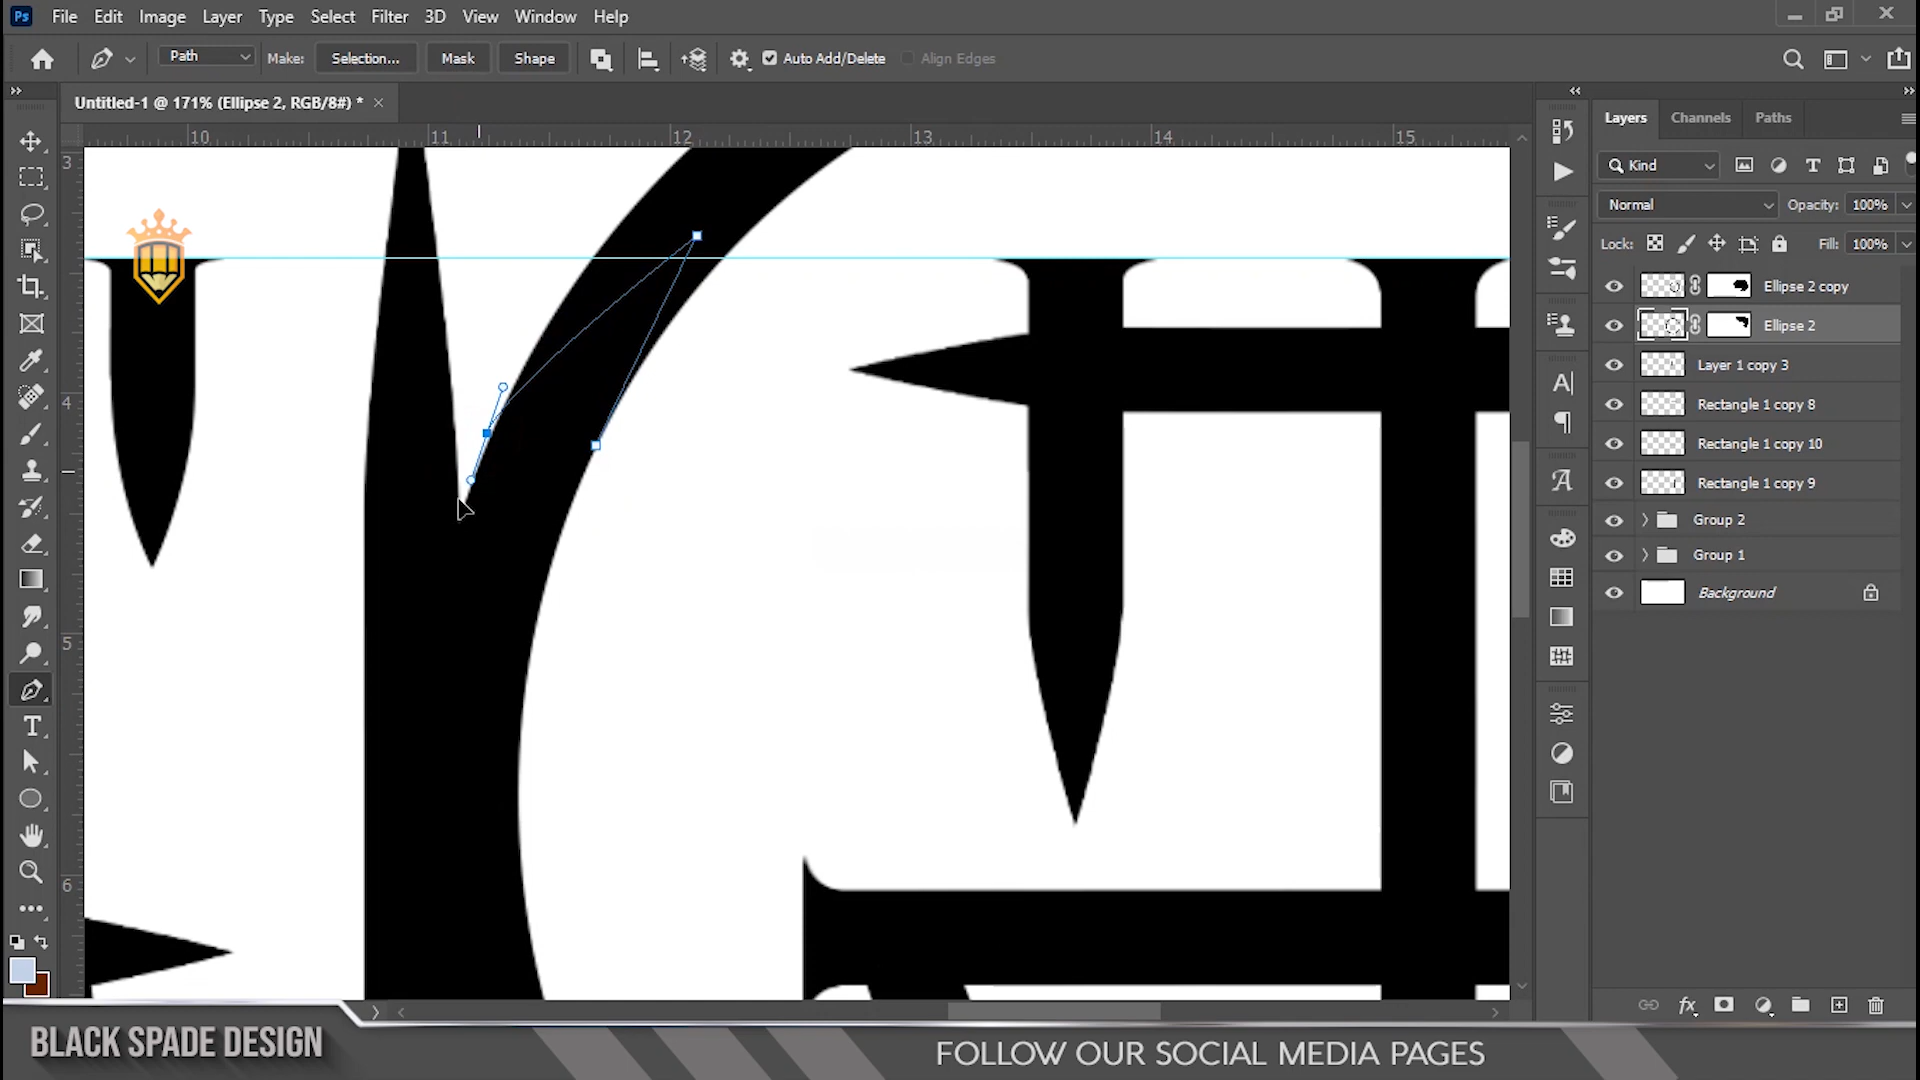 Ps File Edit Image Layer Type Select Filter 3D View Window Help
Path Make: Selection... Mask Shape Auto Add/Delete Align Edges
Untitled-1 @ 171% (Ellipse 2, RGB/8#) *
10 11 12 13 14 15
3
4
5
6
Layers Channels Paths
Kind
Normal Opacity: 100%
Lock: Fill: 100%
Ellipse 2 copy
Ellipse 2
Layer 1 copy 3
Rectangle 1 copy 8
Rectangle 1 copy 10
Rectangle 1 copy 9
Group 2
Group 1
Background
BLACK SPADE DESIGN
FOLLOW OUR SOCIAL MEDIA PAGES